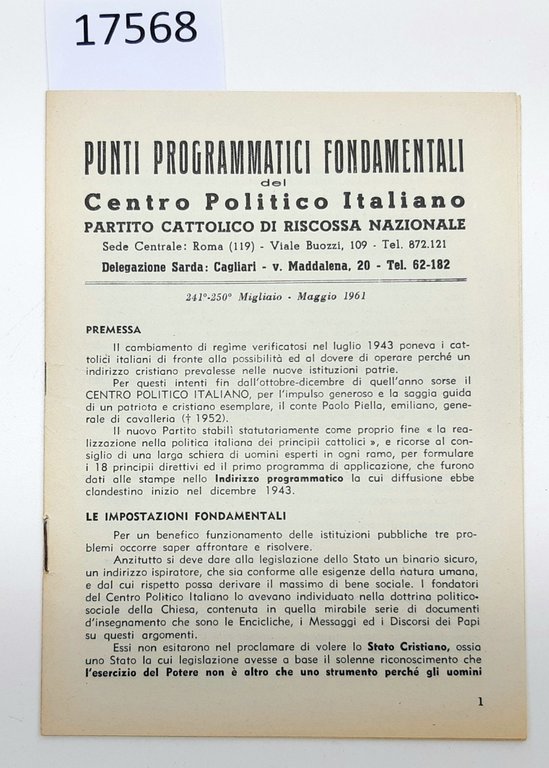 17568
PUNTI PROGRAMMATICI FONDAMENTALI
del
Centro Politico Italiano
PARTITO CATTOLICO DI RISCOSSA NAZIONALE
Sede Centrale: Roma (119) - Viale Buozzi, 109 - Tel. 872.121
Delegazione Sarda: Cagliari - v. Maddalena, 20 - Tel. 62-182
241°-250° Migliaio - Maggio 1961
PREMESSA
Il cambiamento di regime verificatosi nel luglio 1943 poneva i cat-
tolici italiani di fronte alla possibilità ed al dovere di operare perché un
indirizzo cristiano prevalesse nelle nuove istituzioni patrie.
Per questi intenti fin dall'ottobre-dicembre di quell'anno sorse il
CENTRO POLITICO ITALIANO, per l'impulso generoso e la saggia guida
di un patriota e cristiano esemplare, il conte Paolo Piella, emiliano, gene-
rale di cavalleria († 1952).
Il nuovo Partito stabilì statutariamente come proprio fine « la rea-
lizzazione nella politica italiana dei principii cattolici », e ricorse al con-
siglio di una larga schiera di uomini esperti in ogni ramo, per formulare
i 18 principii direttivi ed il primo programma di applicazione, che furono
dati alle stampe nello Indirizzo programmatico la cui diffusione ebbe
clandestino inizio nel dicembre 1943.
LE IMPOSTAZIONI FONDAMENTALI
Per un benefico funzionamento delle istituzioni pubbliche tre pro-
blemi occorre saper affrontare e risolvere.
Anzitutto si deve dare alla legislazione dello Stato un binario sicuro,
un indirizzo ispiratore, che sia conforme alle esigenze della natura umana,
e dal cui rispetto possa derivare il massimo di bene sociale. I fondatori
del Centro Politico Italiano lo avevano individuato nella dottrina politico-
sociale della Chiesa, contenuta in quella mirabile serie di documenti
d'insegnamento che sono le Encicliche, i Messaggi ed i Discorsi dei Papi
su questi argomenti.
Essi non esitarono nel proclamare di volere lo Stato Cristiano, ossia
uno Stato la cui legislazione avesse a base il solenne riconoscimento che
l'esercizio del Potere non è altro che uno strumento perché gli uomini
1